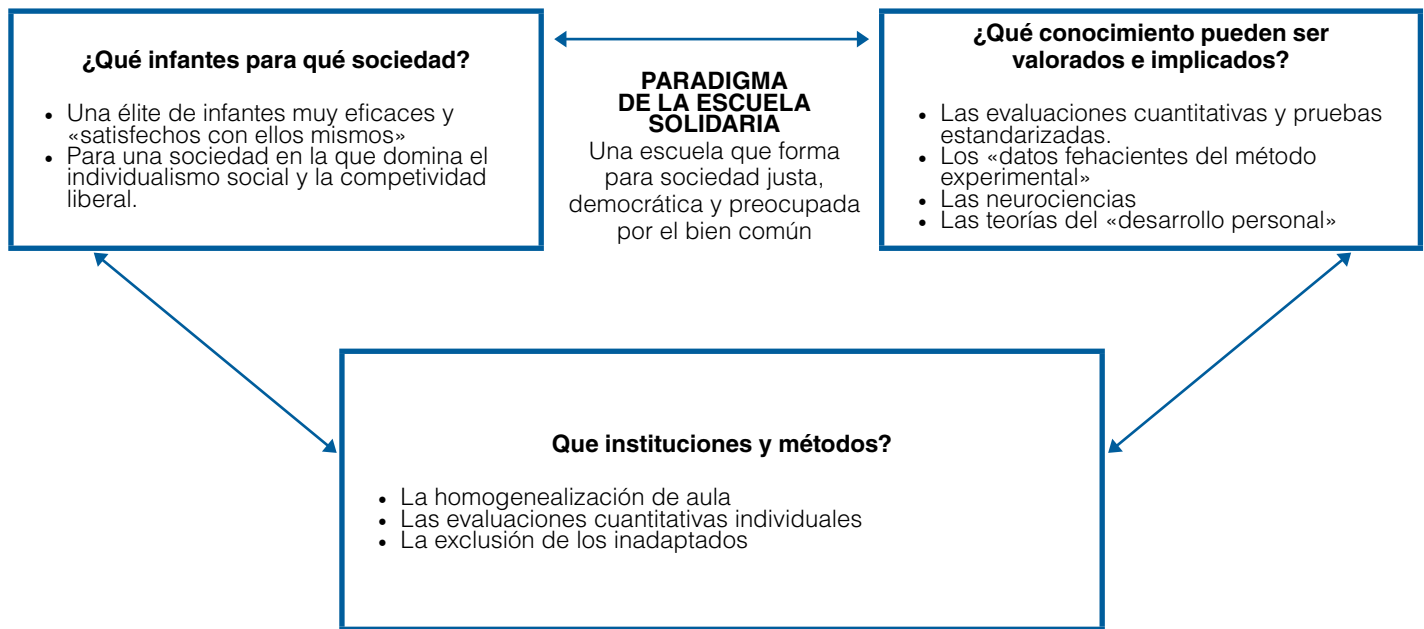 ¿Qué infantes para qué sociedad?
• Una élite de infantes muy eficaces y
«satisfechos con ellos mismos»
• Para una sociedad en la que domina el
individualismo social y la competividad
liberal.
PARADIGMA
DE LA ESCUELA
SOLIDARIA
Una escuela que forma
para sociedad justa,
democrática y preocupada
por el bien común
¿Qué conocimiento pueden ser
valorados e implicados?
• Las evaluaciones cuantitativas y pruebas
estandarizadas.
• Los «datos fehacientes del método
experimental»
• Las neurociencias
• Las teorías del «desarrollo personal»
Que instituciones y métodos?
• La homogenealización de aula
• Las evaluaciones cuantitativas individuales
• La exclusión de los inadaptados